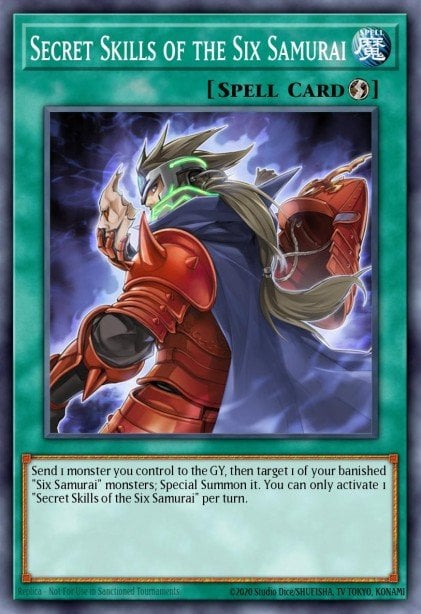 Secret Skills of the Six Samurai
SPELL
魔
[Spell Card]
Send 1 monster you control to the GY, then target 1 of your banished
"Six Samurai" monsters; Special Summon it. You can only activate 1
"Secret Skills of the Six Samurai" per turn.
Replica - Not For Use in Sanctioned Tournaments
©2020 Studio Dice/SHUEISHA, TV TOKYO, KONAMI